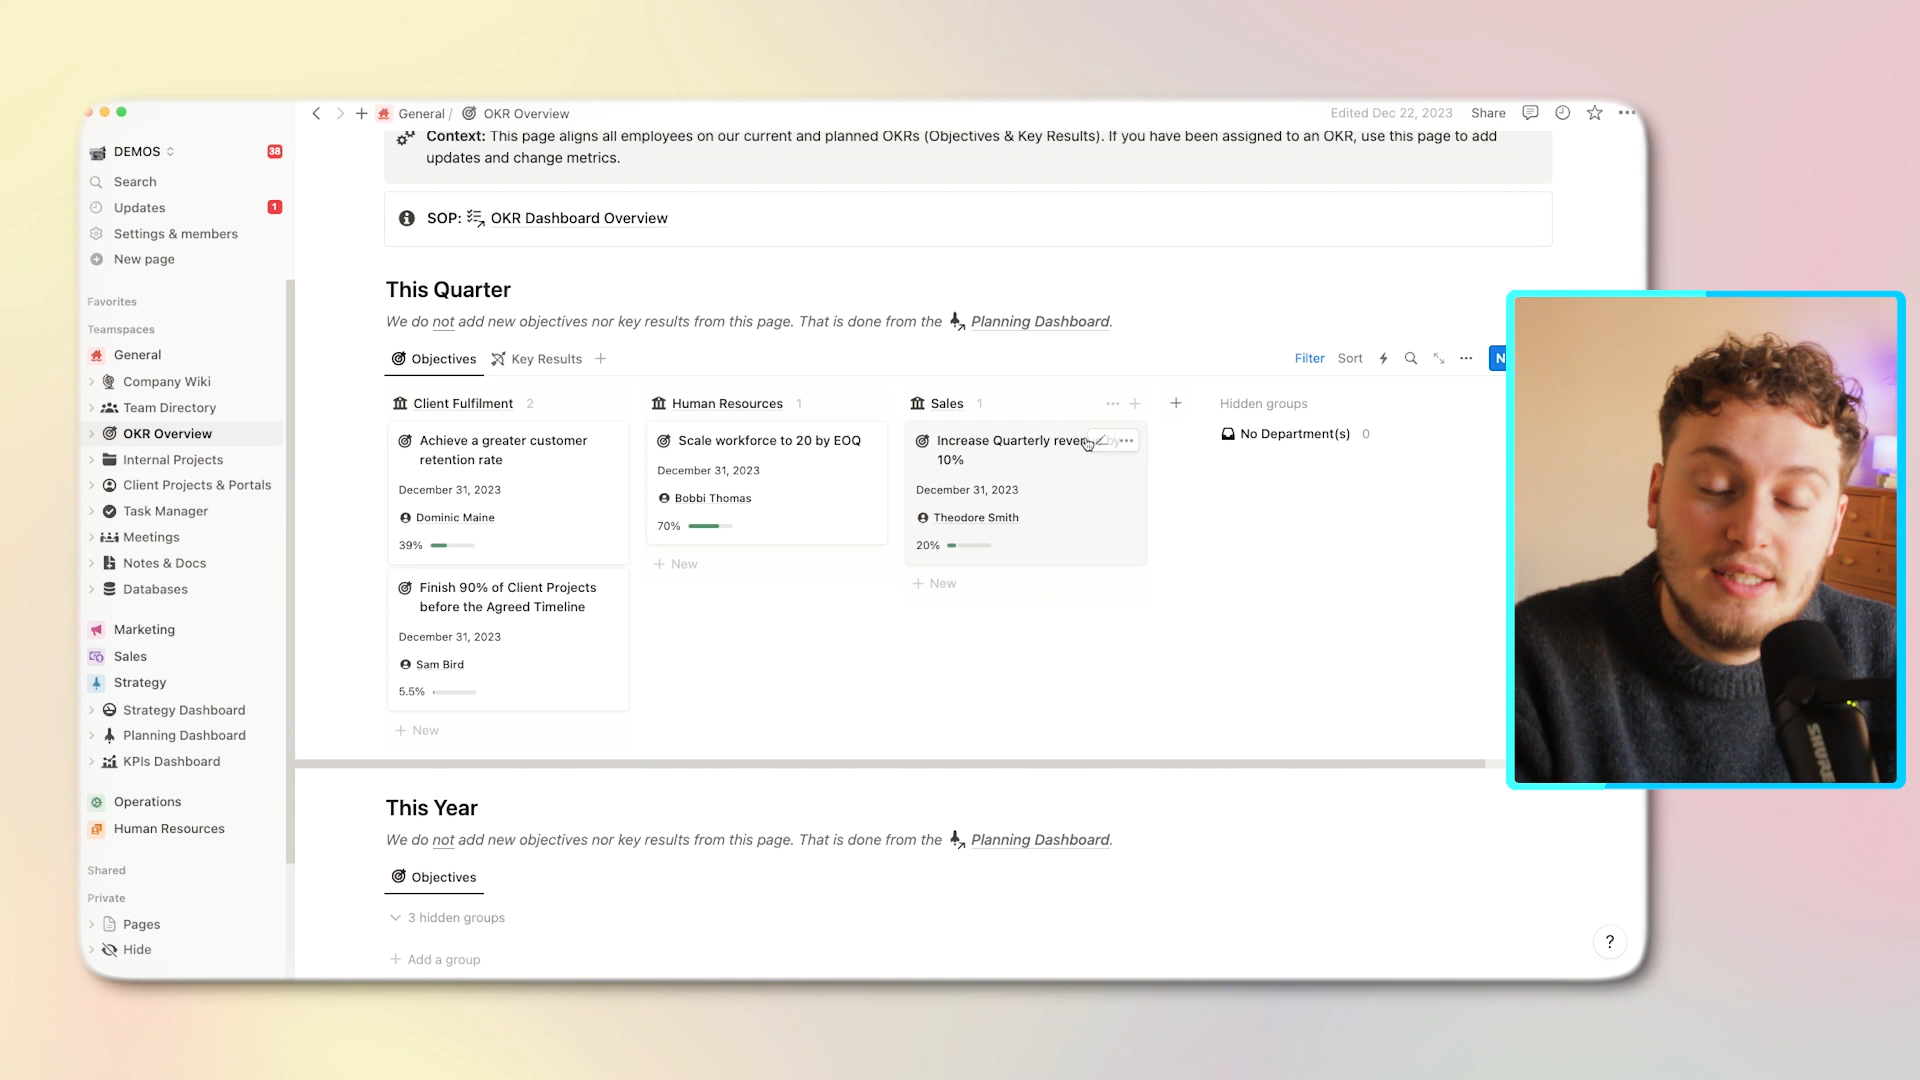 General / OKR Overview
Edited Dec 22, 2023 Share
DEMOS 38
Search
Updates 1
Settings & members
New page
Favorites
Teamspaces
General
Company Wiki
Team Directory
OKR Overview
Internal Projects
Client Projects & Portals
Task Manager
Meetings
Notes & Docs
Databases
Marketing
Sales
Strategy
Strategy Dashboard
Planning Dashboard
KPIs Dashboard
Operations
Human Resources
Shared
Private
Pages
Hide
Context: This page aligns all employees on our current and planned OKRs (Objectives & Key Results). If you have been assigned to an OKR, use this page to add
updates and change metrics.
SOP: OKR Dashboard Overview
This Quarter
We do not add new objectives nor key results from this page. That is done from the Planning Dashboard.
Objectives Key Results
Filter Sort
Client Fulfilment 2
Achieve a greater customer
retention rate
December 31, 2023
Dominic Maine
39%
Finish 90% of Client Projects
before the Agreed Timeline
December 31, 2023
Sam Bird
5.5%
New
Human Resources 1
Scale workforce to 20 by EOQ
December 31, 2023
Bobbi Thomas
70%
New
Sales 1
Increase Quarterly
10%
December 31, 2023
Theodore Smith
20%
New
Hidden groups
No Department(s) 0
This Year
We do not add new objectives nor key results from this page. That is done from the Planning Dashboard.
Objectives
3 hidden groups
Add a group
?
SHURE